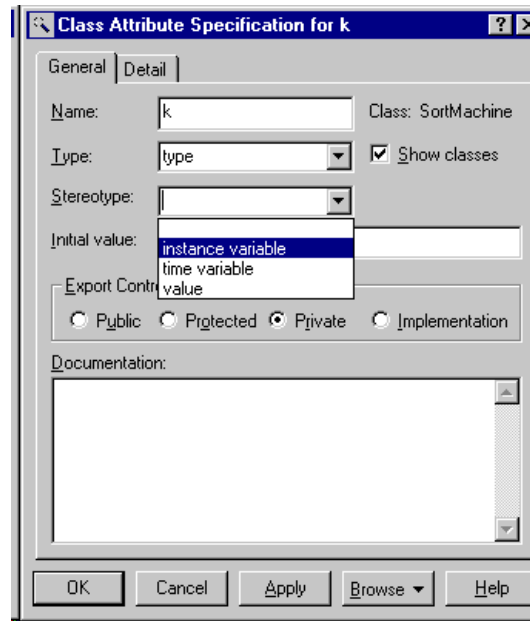 Class Attribute Specification for k
General Detail
Name: k Class: SortMachine
Type: type Show classes
Stereotype:
Initial value: instance variable
time variable
Export Contr value
Public Protected Private Implementation
Documentation:
OK Cancel Apply Browse Help